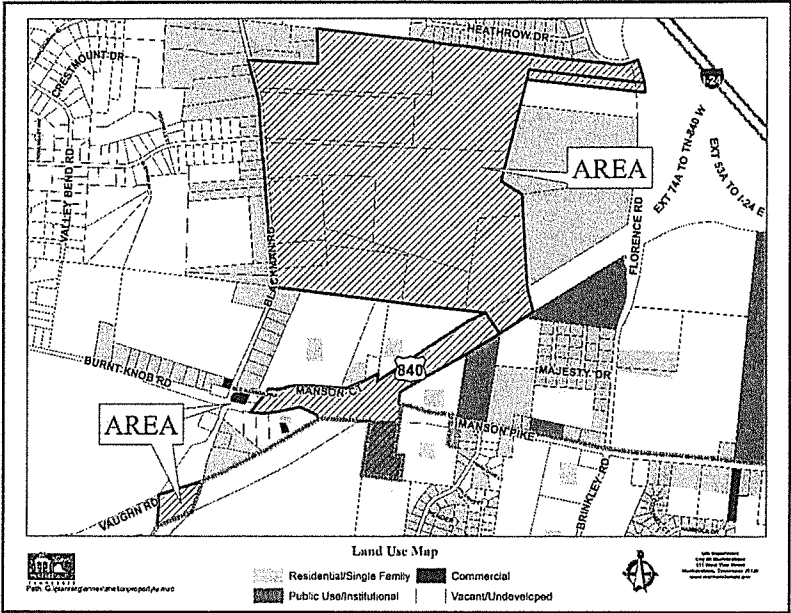 HEATHROW DR
CRESTMOUNT DR
24
EXT 74A TO TN-840 W
EXT 53A TO I-24 E
AREA
VALLEY BEND RD
FLORENCE RD
BLACKMAN RD
840
MAJESTY DR
BURNT KNOB RD
MANSON C
AREA
MANSON PIKE
VAUGHN RD
BRINKLEY RD
Land Use Map
Residential/Single Family
Commercial
Public Use/Institutional
Vacant/Undeveloped